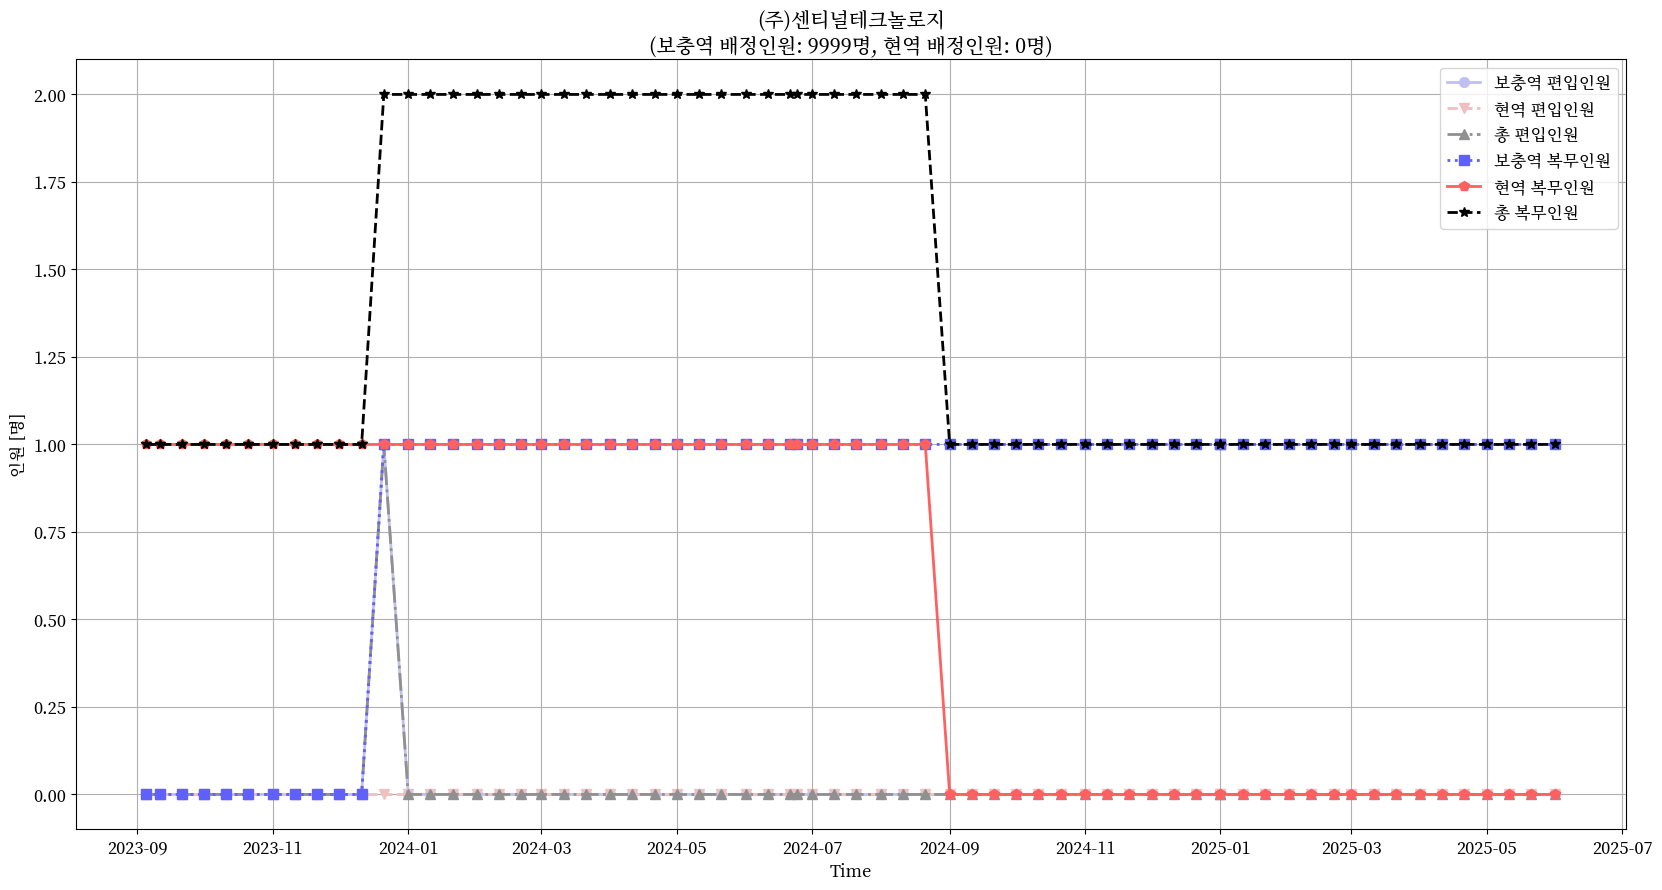 (주)센티널테크놀로지
(보충역 배정인원: 9999명, 현역 배정인원: 0명)
보충역 편입인원
현역 편입인원
총 편입인원
보충역 복무인원
현역 복무인원
총 복무인원
인원 [명]
2.00
1.75
1.50
1.25
1.00
0.75
0.50
0.25
0.00
2023-09 2023-11 2024-01 2024-03 2024-05 2024-07 2024-09 2024-11 2025-01 2025-03 2025-05 2025-07
Time